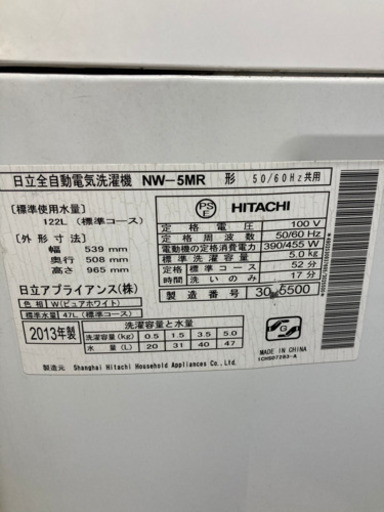 日立全自動電気洗濯機 NW-5MR 形 50/60Hz共用
[標準使用水量]
122L (標準コース)
[外形寸法]
幅 539 mm
奥行 508 mm
高さ 965 mm
日立アプライアンス(株)
色相 W(ピュアホワイト)
標準水量 47L (標準コース)
PS E HITACHI
定格電圧 100 V
定格周波数 50/60 Hz
電動機の定格消費電力 390/455 W
標準洗濯容量 5.0 kg
定格時間 標準 52分
洗いのみ 17分
製造番号 30 5500
2013年製
洗濯容量と水量
洗濯容量(kg) 0.5 1.5 3.5 5.0
水量(L) 20 31 40 47
G
MADE IN CHINA
製造元 Shanghai Hitachi Household Appliances Co., Ltd.